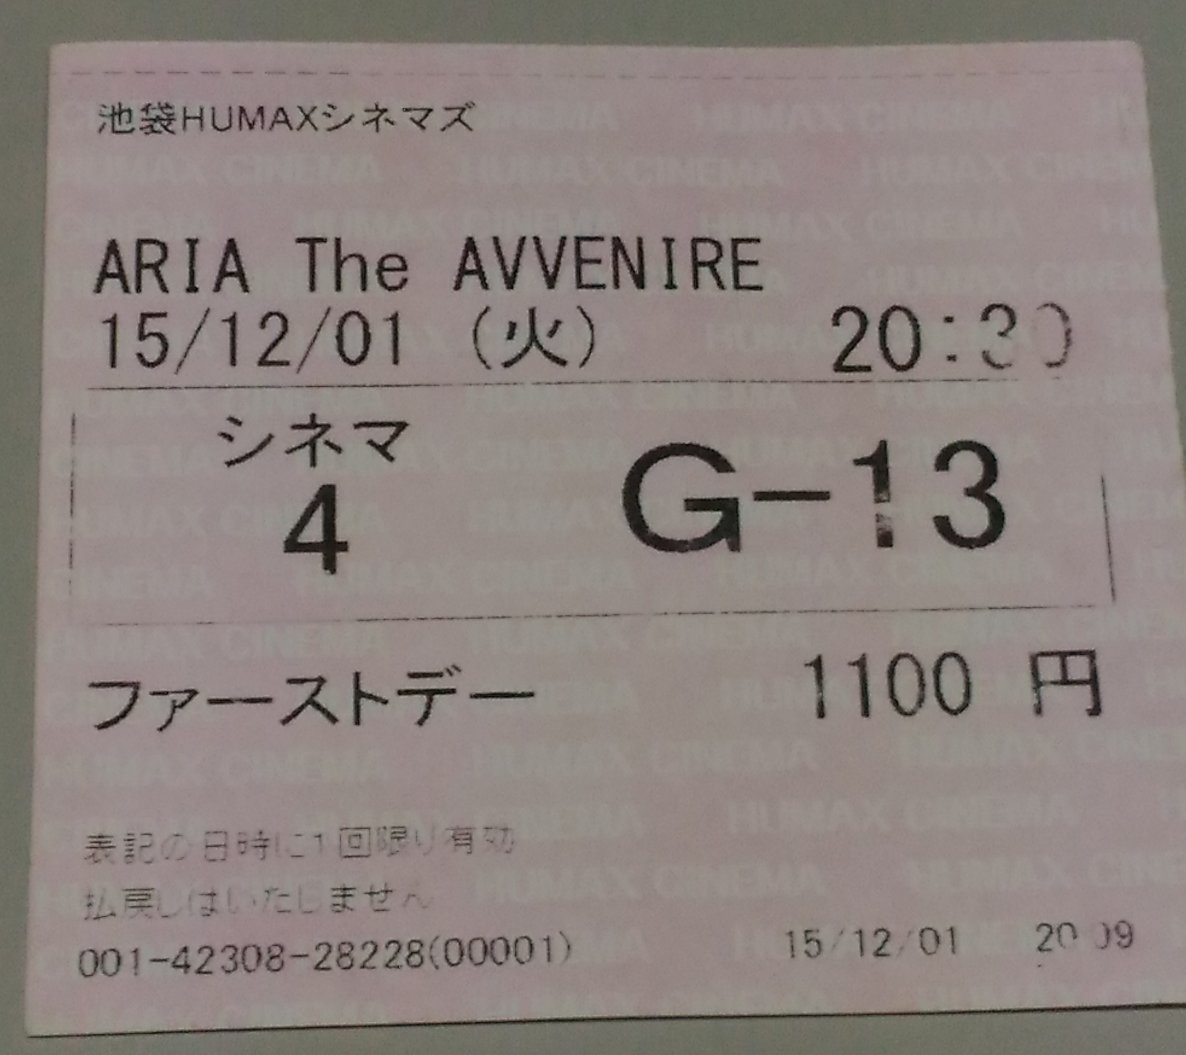 池袋HUMAXシネマズ
ARIA The AVVENIRE
15/12/01 (火) 20:30
シネマ
4
G-13
ファーストデー 1100 円
表記の日時に1回限り有効
払戻しはいたしません
001-42308-28228(00001) 15/12/01 20:09